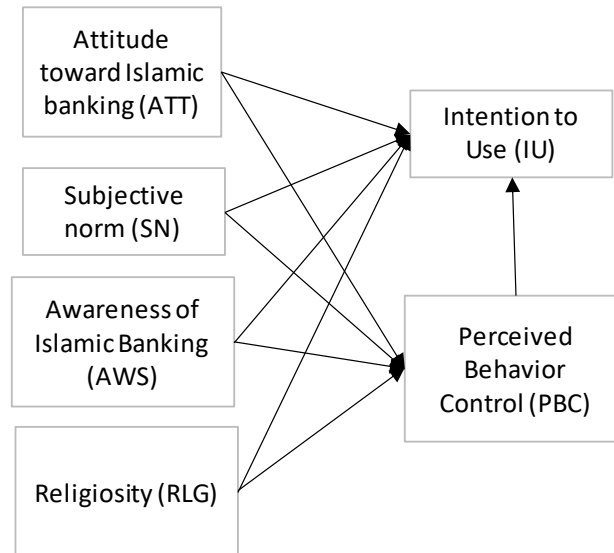 Attitude
toward Islamic
banking (ATT)
Intention to
Use (IU)
Subjective
norm (SN)
Awareness of
Islamic Banking
(AWS)
Perceived
Behavior
Control (PBC)
Religiosity (RLG)